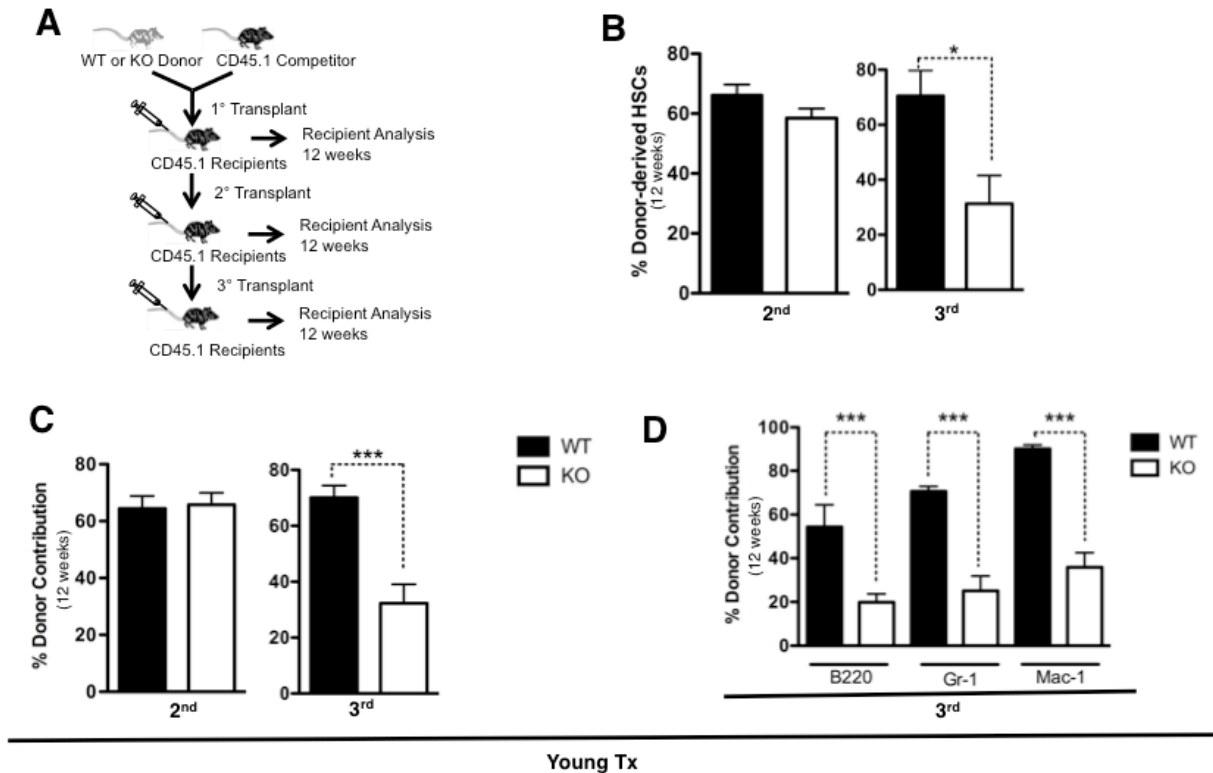 A
WT or KO Donor CD45.1 Competitor
1° Transplant
Recipient Analysis
12 weeks
CD45.1 Recipients
2° Transplant
Recipient Analysis
12 weeks
CD45.1 Recipients
3° Transplant
Recipient Analysis
12 weeks
CD45.1 Recipients
B
% Donor-derived HSCs
(12 weeks)
80
60
40
20
0
2nd
*
80
60
40
20
0
3rd
C
% Donor Contribution
(12 weeks)
80
60
40
20
0
2nd
***
80
60
40
20
0
3rd
WT
KO
D
% Donor Contribution
(12 weeks)
100
80
60
40
20
0
*** *** ***
B220 Gr-1 Mac-1
3rd
WT
KO
Young Tx